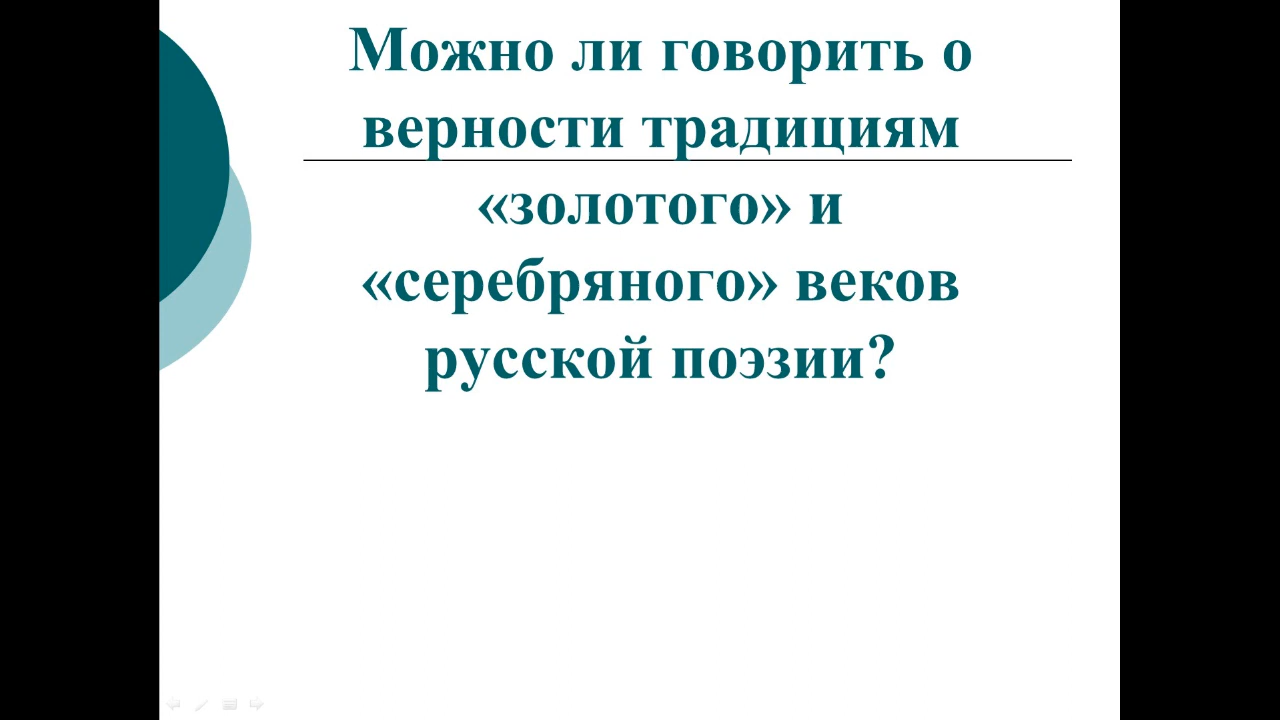 Можно ли говорить о
верности традициям
«золотого» и
«серебряного» веков
русской поэзии?